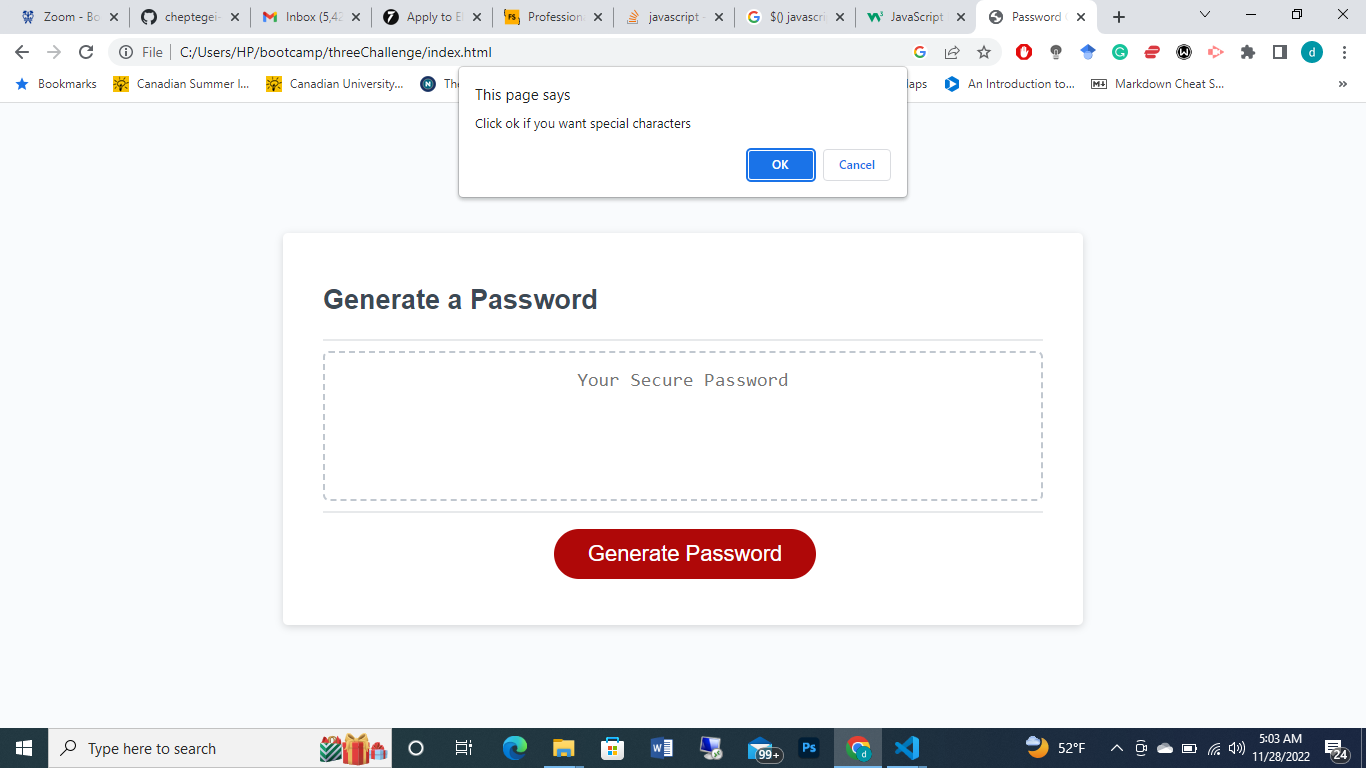 Zoom - Bo
cheptegei-
Inbox (5,42
Apply to El
Profession
javascript -
$() javascri
JavaScript
Password
File
C:/Users/HP/bootcamp/threeChallenge/index.html
d
Bookmarks
Canadian Summer I...
Canadian University...
An Introduction to...
Markdown Cheat S...
This page says
Click ok if you want special characters
OK
Cancel
Generate a Password
Your Secure Password
Generate Password
Type here to search
99+
Ps
52°F
5:03 AM
11/28/2022
24